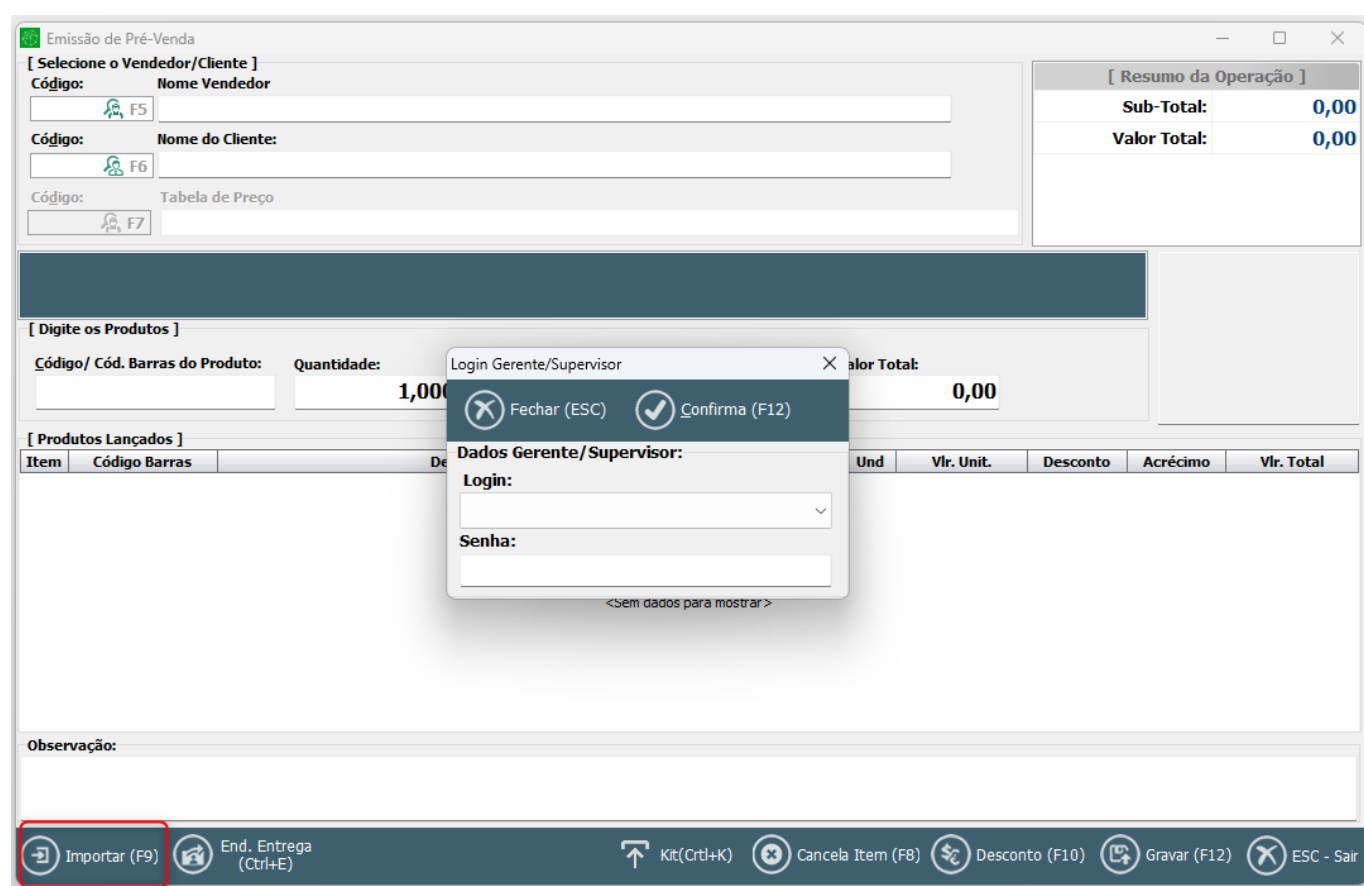 Emissão de Pré-Venda
[ Selecione o Vendedor/Cliente ]
Código: Nome Vendedor
F5
Código: Nome do Cliente:
F6
Código: Tabela de Preço
F7
[ Resumo da Operação ]
Sub-Total: 0,00
Valor Total: 0,00
[ Digite os Produtos ]
Código/ Cód. Barras do Produto: Quantidade: alor Total:
1,000 0,00
Login Gerente/Supervisor
Fechar (ESC) Confirma (F12)
Dados Gerente/Supervisor:
Login:
Senha:
[ Produtos Lançados ]
Item Código Barras De Und Vlr. Unit. Desconto Acrécimo Vlr. Total
<Sem dados para mostrar>
Observação:
Importar (F9) End. Entrega (Ctrl+E) Kit(Crtl+K) Cancela Item (F8) Desconto (F10) Gravar (F12) ESC - Sair